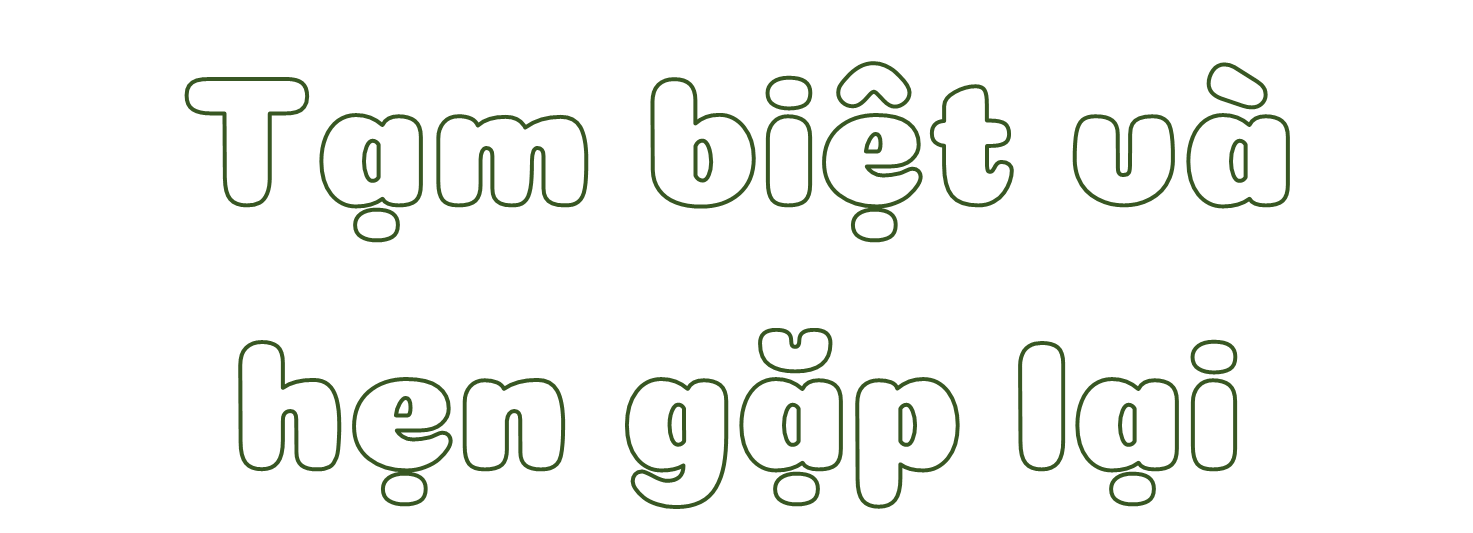 Tạm biệt và
hẹn gặp lại